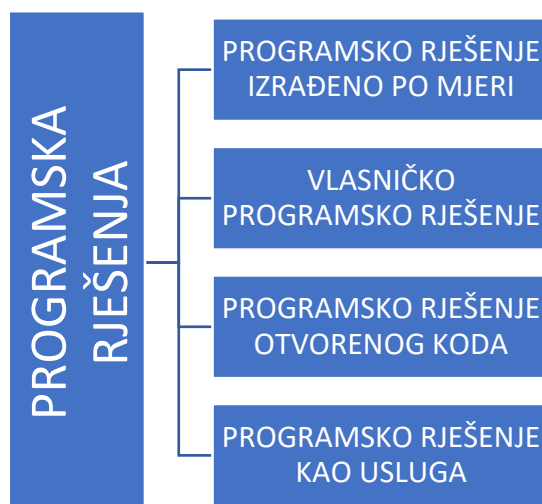 PROGRAMSKA
RJEŠENJA
PROGRAMSKO RJEŠENJE
IZRAĐENO PO MJERI
VLASNIČKO
PROGRAMSKO RJEŠENJE
PROGRAMSKO RJEŠENJE
OTVORENOG KODA
PROGRAMSKO RJEŠENJE
KAO USLUGA